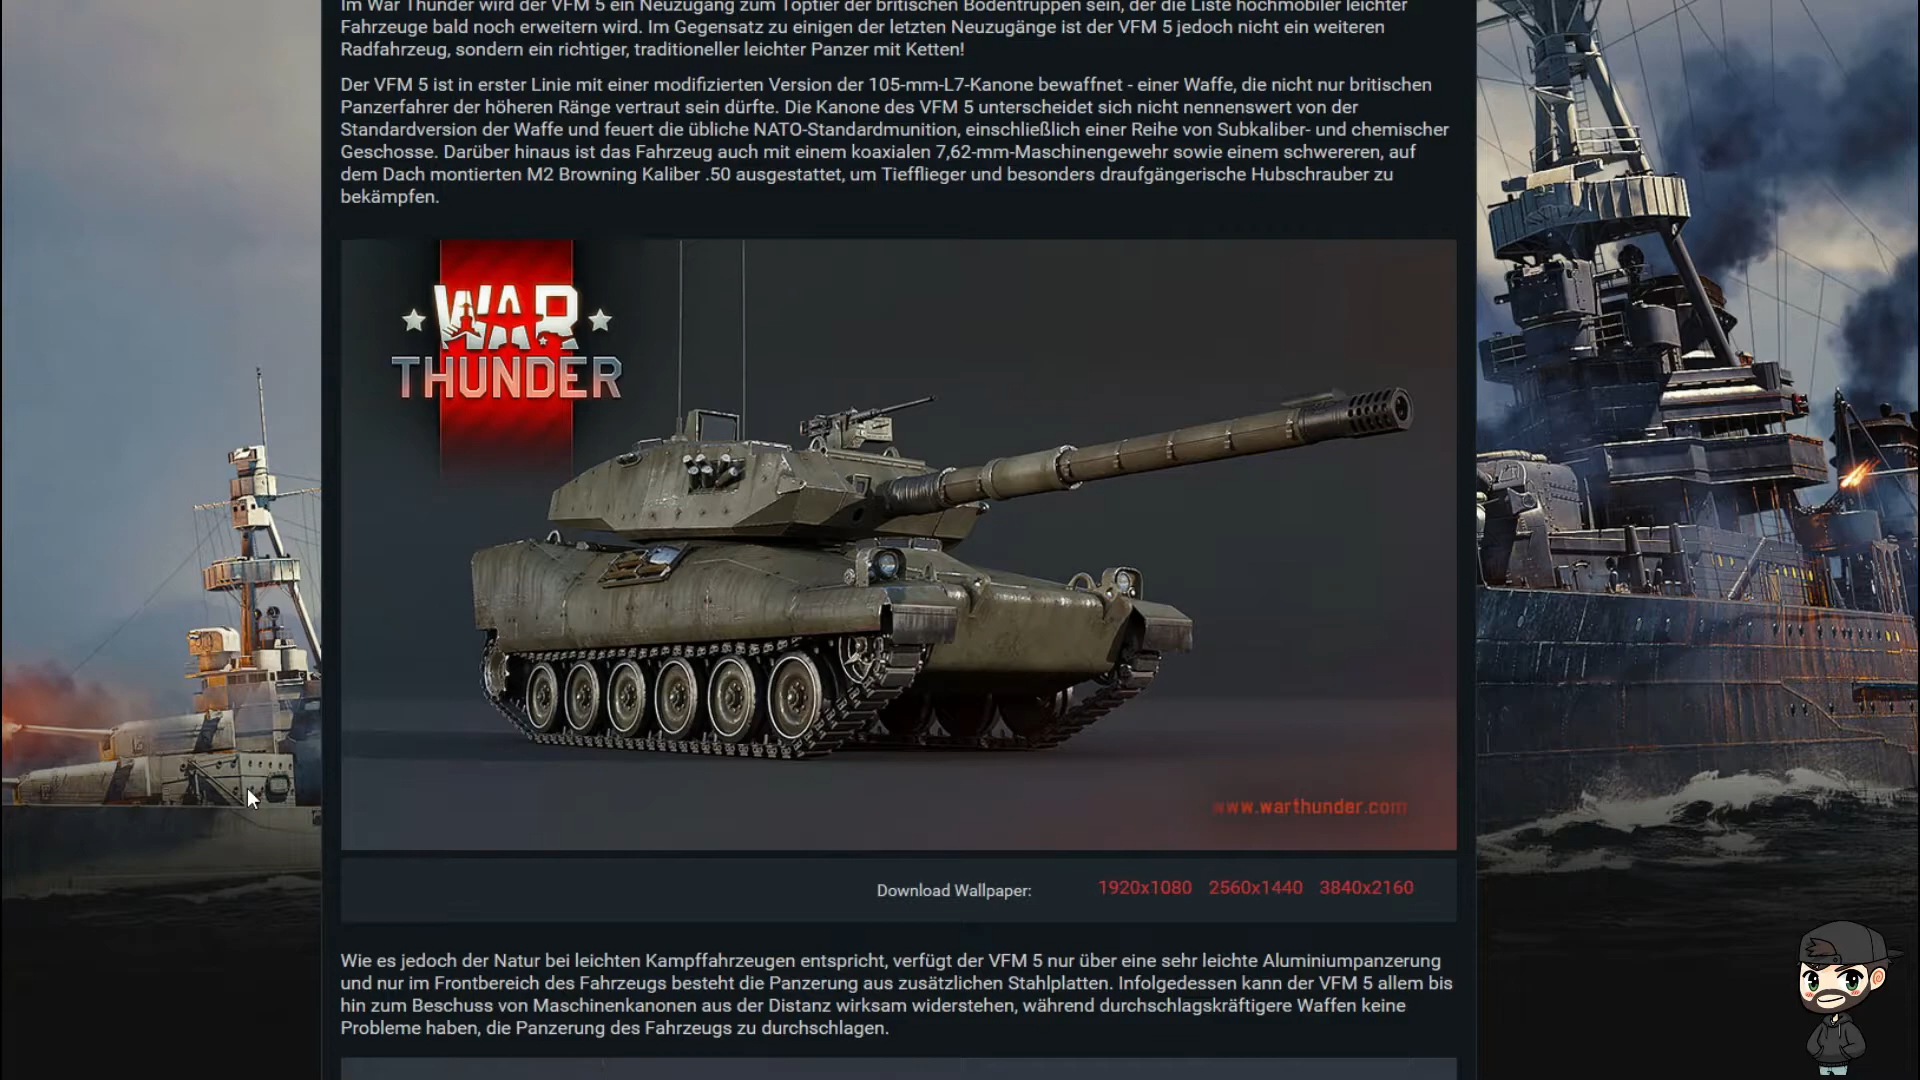 Im War Thunder wird der VFM 5 ein Neuzugang zum Toptier der britischen Bodentruppen sein, der die Liste hochmobiler leichter
Fahrzeuge bald noch erweitern wird. Im Gegensatz zu einigen der letzten Neuzugänge ist der VFM 5 jedoch nicht ein weiteren
Radfahrzeug, sondern ein richtiger, traditioneller leichter Panzer mit Ketten!
Der VFM 5 ist in erster Linie mit einer modifizierten Version der 105-mm-L7-Kanone bewaffnet - einer Waffe, die nicht nur britischen
Panzerfahrer der höheren Ränge vertraut sein dürfte. Die Kanone des VFM 5 unterscheidet sich nicht nennenswert von der
Standardversion der Waffe und feuert die übliche NATO-Standardmunition, einschließlich einer Reihe von Subkaliber- und chemischer
Geschosse. Darüber hinaus ist das Fahrzeug auch mit einem koaxialen 7,62-mm-Maschinengewehr sowie einem schwereren, auf
dem Dach montierten M2 Browning Kaliber .50 ausgestattet, um Tiefflieger und besonders draufgängerische Hubschrauber zu
bekämpfen.
WAR
THUNDER
www.warthunder.com
Download Wallpaper: 1920x1080 2560x1440 3840x2160
Wie es jedoch der Natur bei leichten Kampffahrzeugen entspricht, verfügt der VFM 5 nur über eine sehr leichte Aluminiumpanzerung
und nur im Frontbereich des Fahrzeugs besteht die Panzerung aus zusätzlichen Stahlplatten. Infolgedessen kann der VFM 5 allem bis
hin zum Beschuss von Maschinenkanonen aus der Distanz wirksam widerstehen, während durchschlagskräftigere Waffen keine
Probleme haben, die Panzerung des Fahrzeugs zu durchschlagen.